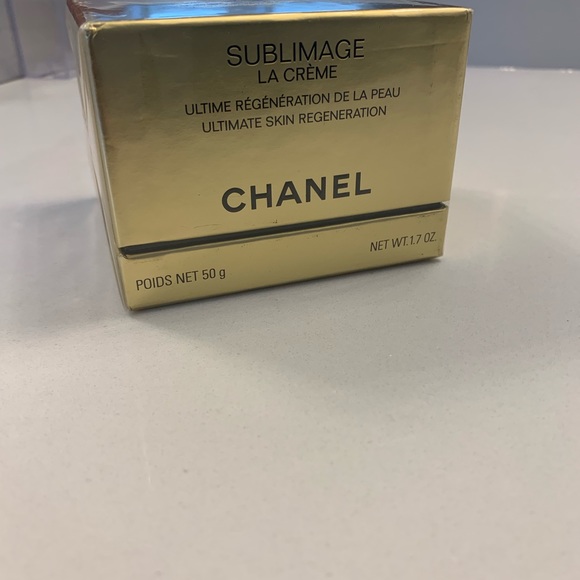 SUBLIMAGE
LA CRÈME
ULTIME RÉGÉNÉRATION DE LA PEAU
ULTIMATE SKIN REGENERATION
CHANEL
POIDS NET 50 g
NET WT. 1.7 OZ.